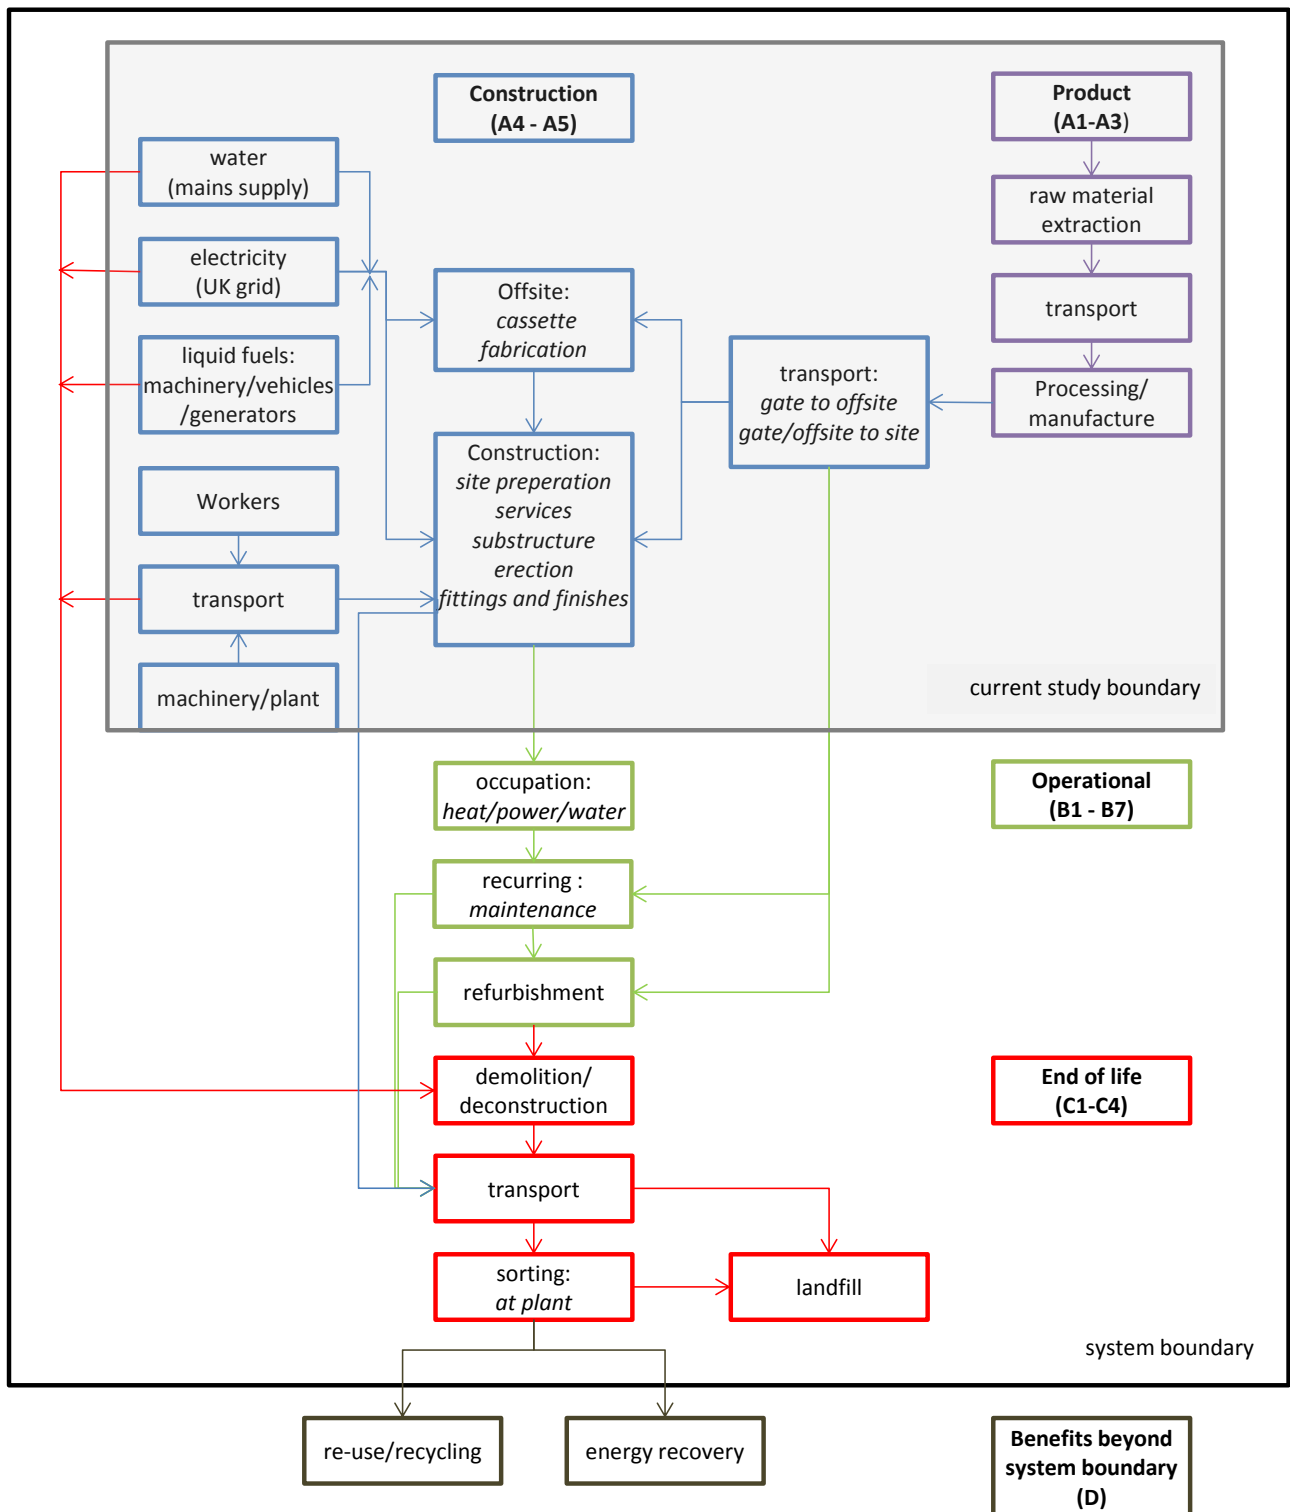 Construction
(A4 - A5)
Product
(A1-A3)
water
(mains supply)
raw material
extraction
electricity
(UK grid)
Offsite:
cassette
fabrication
transport
liquid fuels:
machinery/vehicles
/generators
transport:
gate to offsite
gate/offsite to site
Processing/
manufacture
Construction:
site preperation
services
substructure
erection
fittings and finishes
Workers
transport
machinery/plant
current study boundary
occupation:
heat/power/water
Operational
(B1 - B7)
recurring :
maintenance
refurbishment
demolition/
deconstruction
End of life
(C1-C4)
transport
sorting:
at plant
landfill
system boundary
re-use/recycling
energy recovery
Benefits beyond
system boundary
(D)